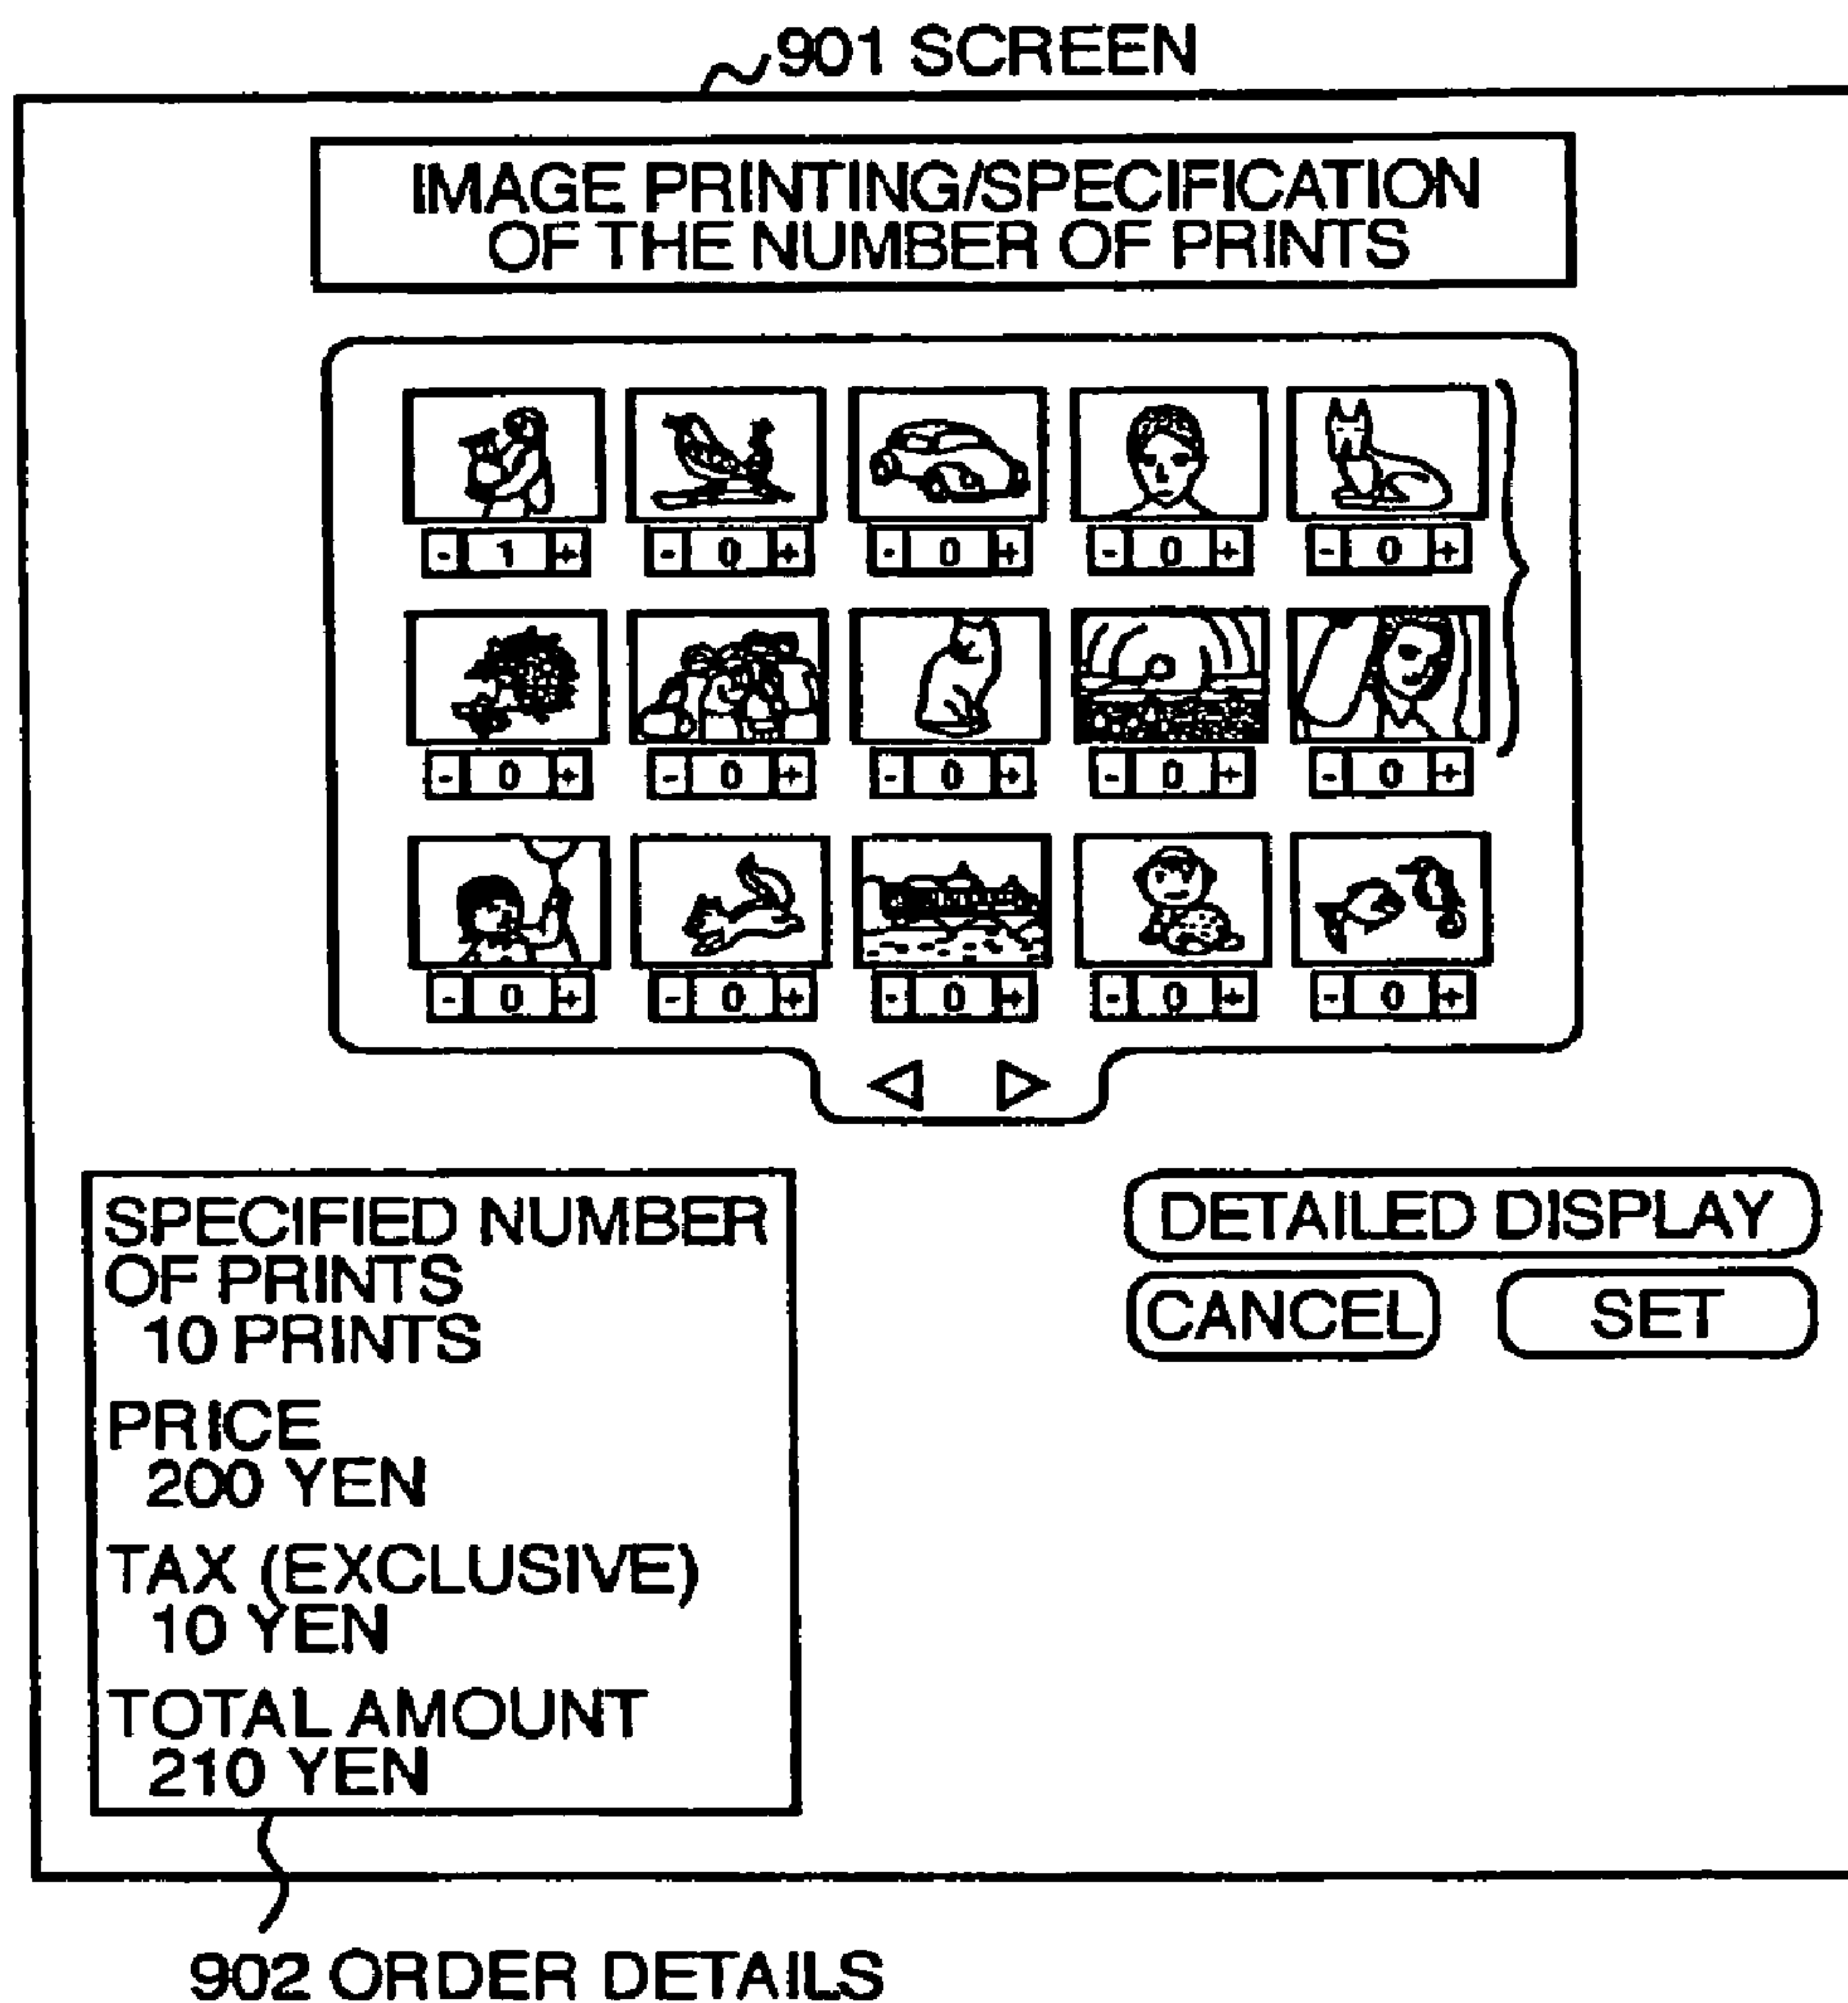 901 SCREEN
IMAGE PRINTING/SPECIFICATION
OF THE NUMBER OF PRINTS
- 1 + - 0 + - 0 + - 0 + - 0 +
- 0 + - 0 + - 0 + - 0 + - 0 +
- 0 + - 0 + - 0 + - 0 + - 0 +
SPECIFIED NUMBER
OF PRINTS
10 PRINTS
PRICE
200 YEN
TAX (EXCLUSIVE)
10 YEN
TOTAL AMOUNT
210 YEN
DETAILED DISPLAY
CANCEL SET
902 ORDER DETAILS